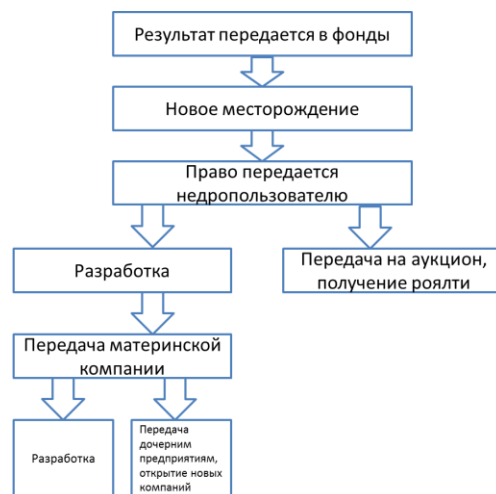 Результат передается в фонды
Новое месторождение
Право передается
недропользователю
Разработка
Передача на аукцион,
получение роялти
Передача материнской
компании
Разработка
Передача
дочерним
предприятиям,
открытие новых
компаний